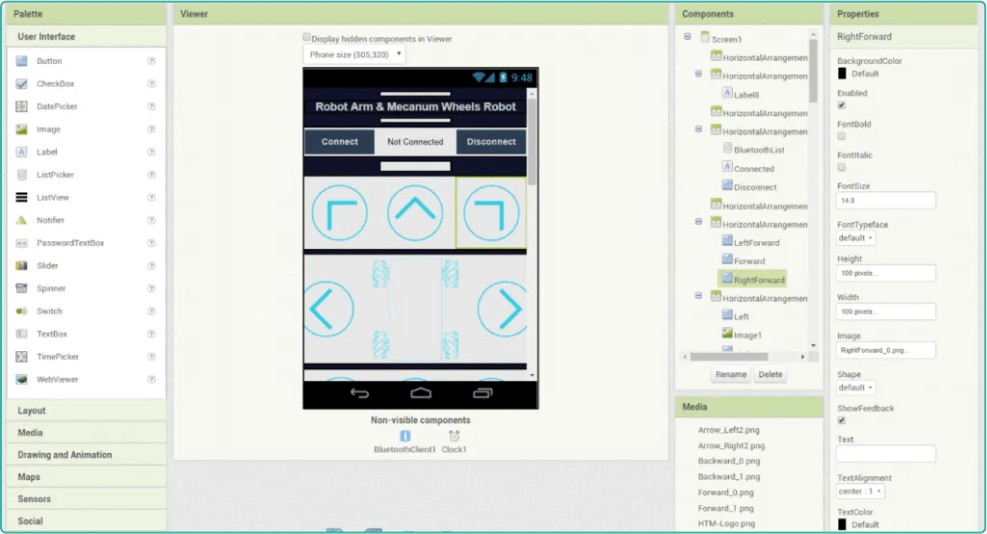 Palette
User Interface
Button
CheckBox
DatePicker
Image
Label
ListPicker
ListView
Notifier
PasswordTextBox
Slider
Spinner
Switch
TextBox
TimePicker
WebViewer
Layout
Media
Drawing and Animation
Maps
Sensors
Social
Viewer
Display hidden components in Viewer
Phone size (505,320)
9:48
Robot Arm & Mecanum Wheels Robot
Connect
Not Connected
Disconnect
Non-visible components
BluetoothClient1
Clock1
Components
Screen1
HorizontalArrangemen
HorizontalArrangemen
Label8
HorizontalArrangemen
HorizontalArrangemen
BluetoothList
Connected
Disconnect
HorizontalArrangemen
HorizontalArrangemen
LeftForward
Forward
RightForward
HorizontalArrangemen
Left
Image1
Rename
Delete
Media
Arrow_Left2.png
Arrow_Right2.png
Backward_0.png
Backward_1.png
Forward_0.png
Forward_1.png
HTM-Logo.png
Properties
RightForward
BackgroundColor
Default
Enabled
FontBold
FontItalic
FontSize
14.0
FontTypeface
default
Height
100 pixels...
Width
100 pixels...
Image
RightForward_0.png...
Shape
default
ShowFeedback
Text
TextAlignment
center : 1
TextColor
Default